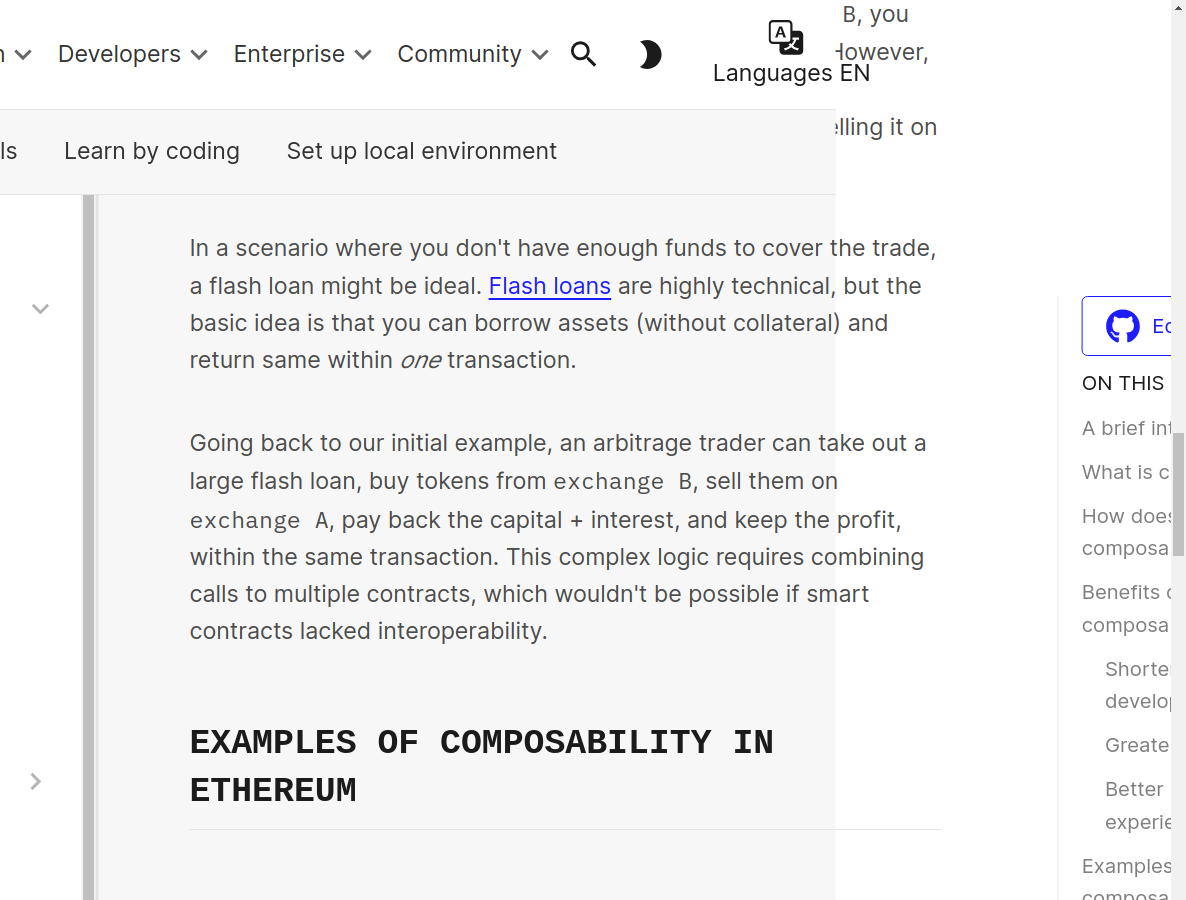 B, you
However,
Developers Enterprise Community
Languages EN
elling it on
ls Learn by coding Set up local environment
In a scenario where you don't have enough funds to cover the trade,
a flash loan might be ideal. Flash loans are highly technical, but the
basic idea is that you can borrow assets (without collateral) and
return same within one transaction.
Going back to our initial example, an arbitrage trader can take out a
large flash loan, buy tokens from exchange B, sell them on
exchange A, pay back the capital + interest, and keep the profit,
within the same transaction. This complex logic requires combining
calls to multiple contracts, which wouldn't be possible if smart
contracts lacked interoperability.
EXAMPLES OF COMPOSABILITY IN
ETHEREUM
ON THIS
A brief int
What is c
How does
composa
Benefits
composa
Shorte
develop
Greate
Better
experie
Examples
composa